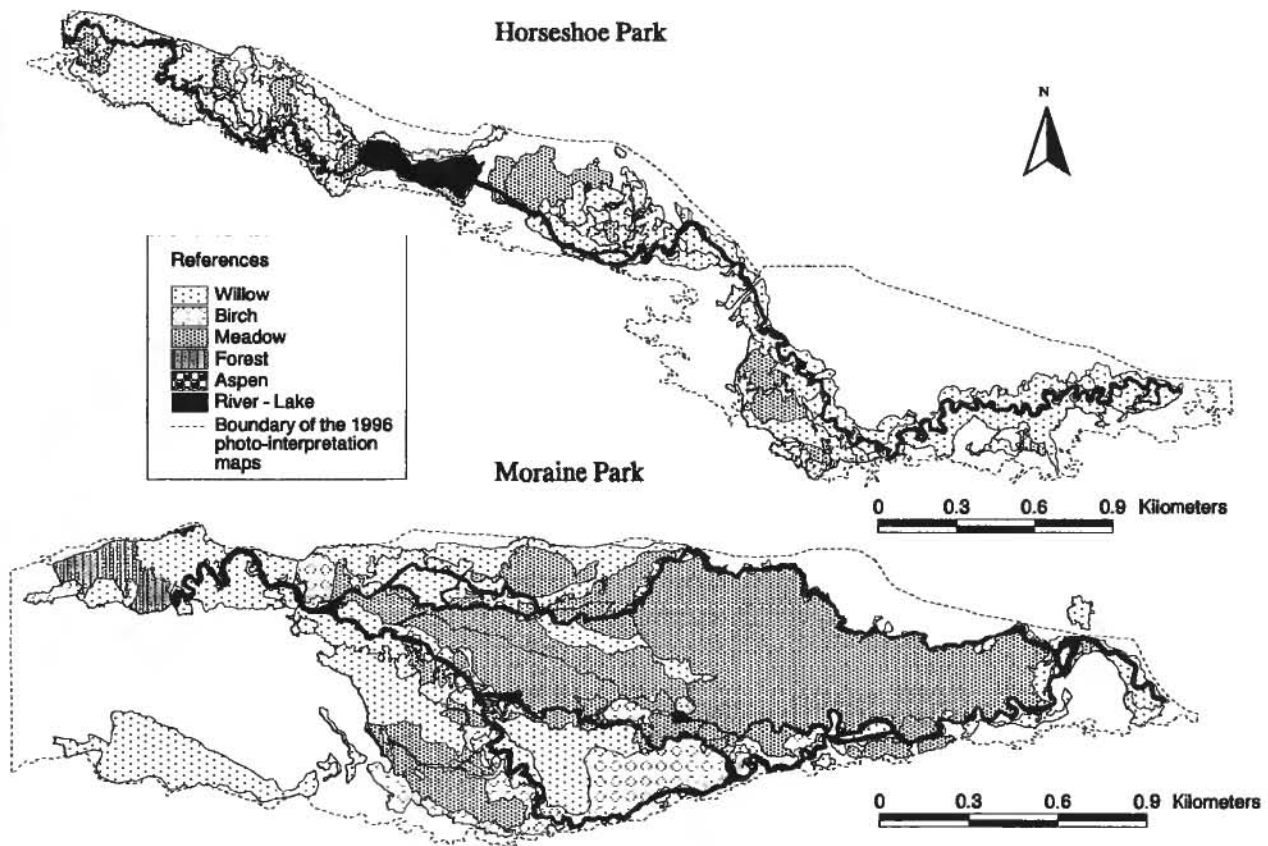 Horseshoe Park
N
References
Willow
Birch
Meadow
Forest
Aspen
River - Lake
Boundary of the 1996
photo-interpretation
maps
0 0.3 0.6 0.9 Kilometers
Moraine Park
0 0.3 0.6 0.9 Kilometers